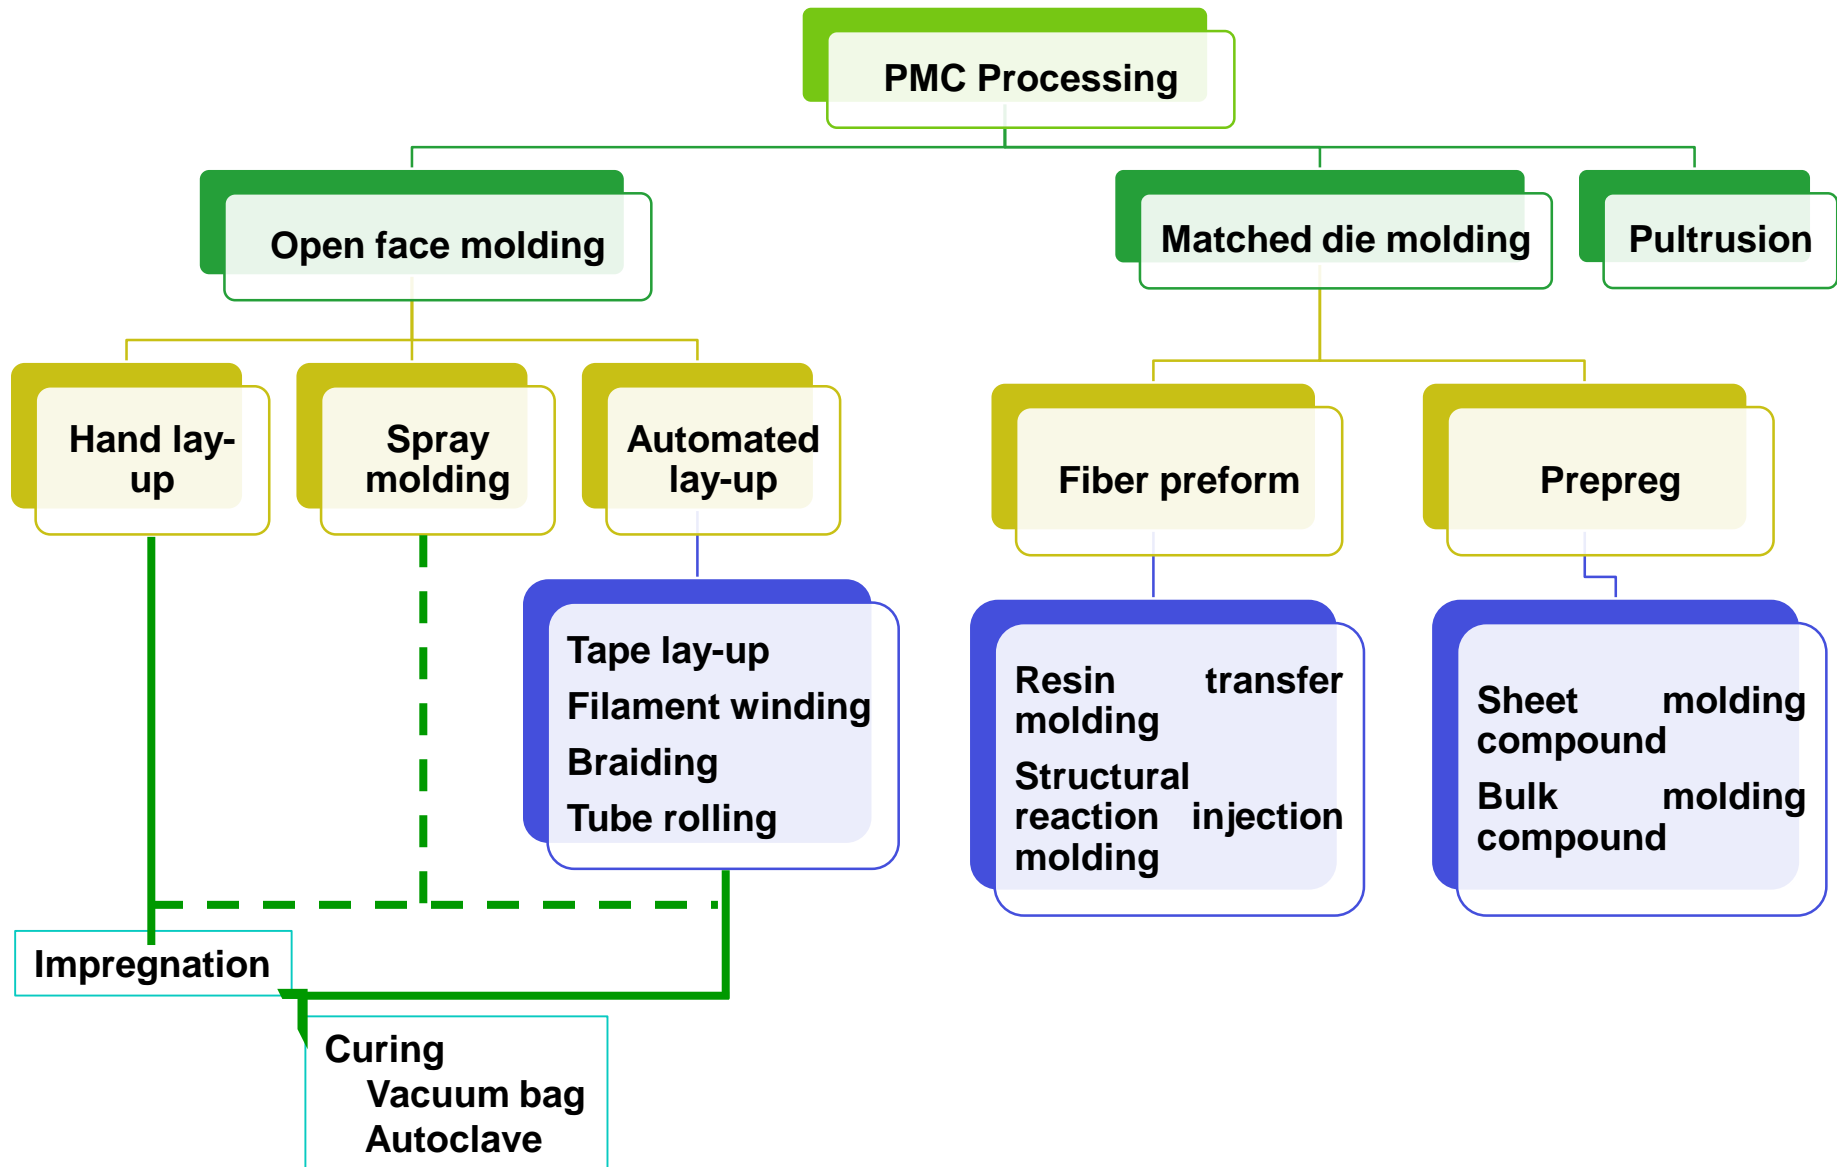 PMC Processing
Open face molding
Matched die molding
Pultrusion
Hand lay-
up
Spray
molding
Automated
lay-up
Fiber preform
Prepreg
Tape lay-up
Filament winding
Braiding
Tube rolling
Resin transfer
molding
Structural
reaction injection
molding
Sheet molding
compound
Bulk molding
compound
Impregnation
Curing
Vacuum bag
Autoclave